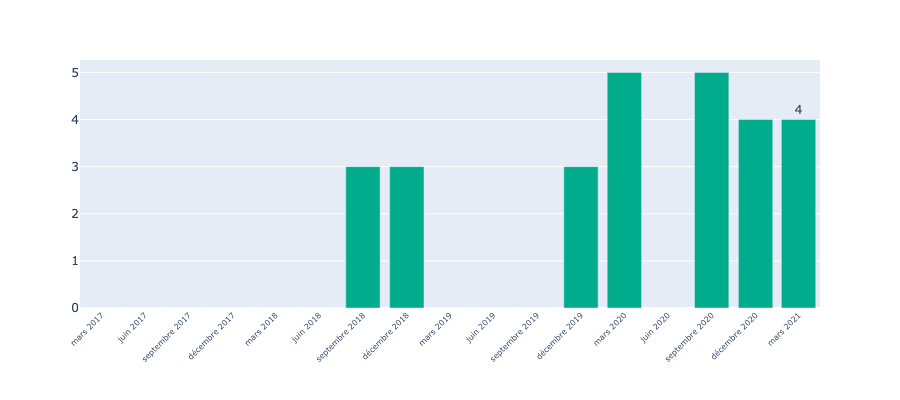 5
4
4
3
2
1
0
mars 2017
juin 2017
septembre 2017
décembre 2017
mars 2018
juin 2018
septembre 2018
décembre 2018
mars 2019
juin 2019
septembre 2019
décembre 2019
mars 2020
juin 2020
septembre 2020
décembre 2020
mars 2021